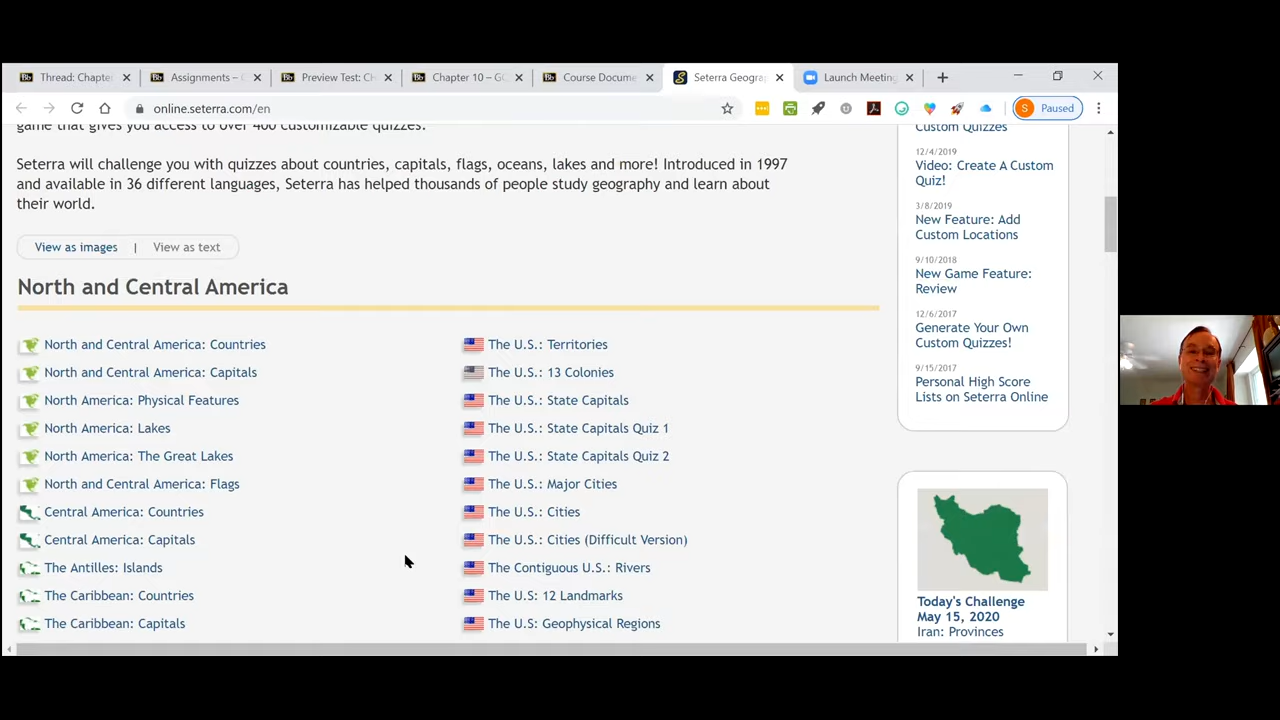 Thread: Chapte
Assignments –
Preview Test: Ch
Chapter 10 – GC
Course Docume
Seterra Geogra
Launch Meeting
online.seterra.com/en
S Paused
game that gives you access to over 400 customizable quizzes.
Seterra will challenge you with quizzes about countries, capitals, flags, oceans, lakes and more! Introduced in 1997
and available in 36 different languages, Seterra has helped thousands of people study geography and learn about
their world.
View as images | View as text
North and Central America
North and Central America: Countries
North and Central America: Capitals
North America: Physical Features
North America: Lakes
North America: The Great Lakes
North and Central America: Flags
Central America: Countries
Central America: Capitals
The Antilles: Islands
The Caribbean: Countries
The Caribbean: Capitals
The U.S.: Territories
The U.S.: 13 Colonies
The U.S.: State Capitals
The U.S.: State Capitals Quiz 1
The U.S.: State Capitals Quiz 2
The U.S.: Major Cities
The U.S.: Cities
The U.S.: Cities (Difficult Version)
The Contiguous U.S.: Rivers
The U.S: 12 Landmarks
The U.S: Geophysical Regions
Custom Quizzes
12/4/2019
Video: Create A Custom
Quiz!
3/8/2019
New Feature: Add
Custom Locations
9/10/2018
New Game Feature:
Review
12/6/2017
Generate Your Own
Custom Quizzes!
9/15/2017
Personal High Score
Lists on Seterra Online
Today's Challenge
May 15, 2020
Iran: Provinces